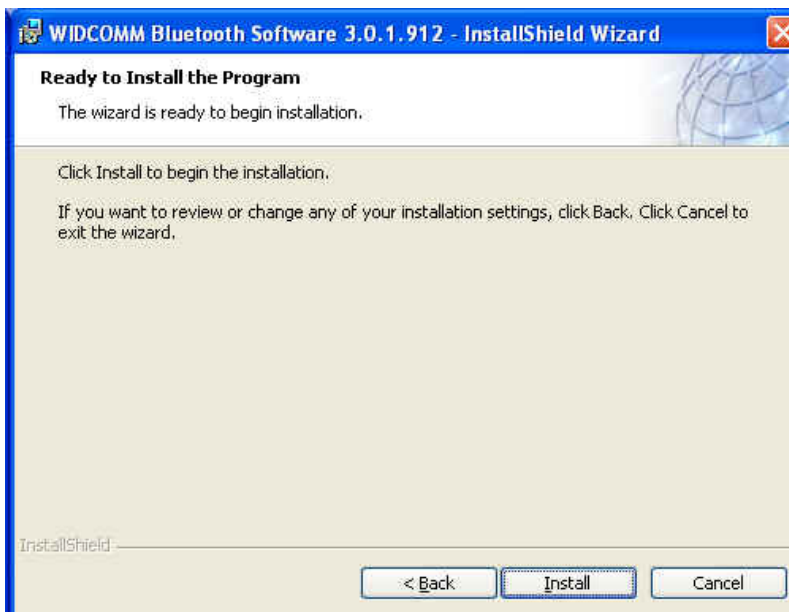 WIDCOMM Bluetooth Software 3.0.1.912 - InstallShield Wizard
Ready to Install the Program
The wizard is ready to begin installation.
Click Install to begin the installation.
If you want to review or change any of your installation settings, click Back. Click Cancel to
exit the wizard.
InstallShield
< Back Install Cancel